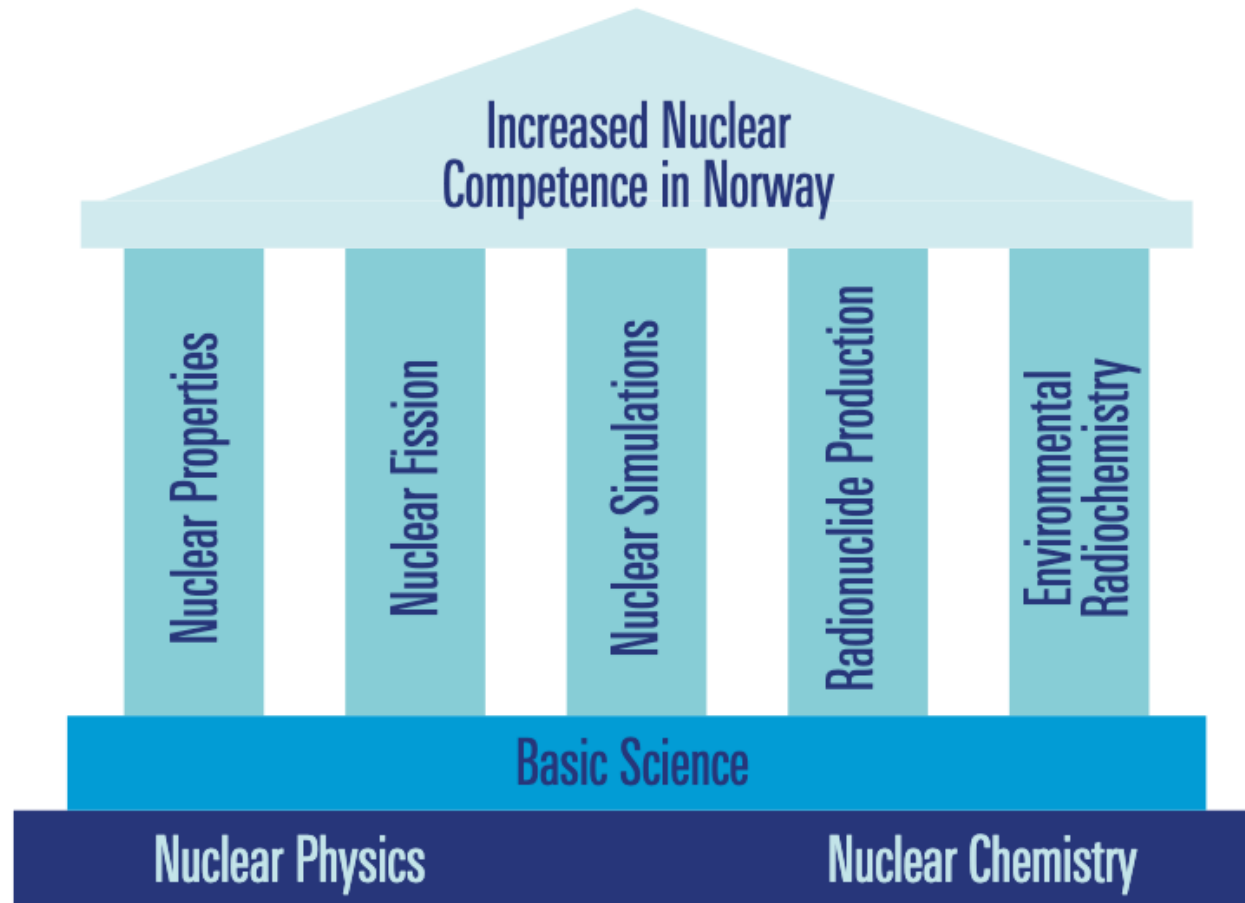 Increased Nuclear
Competence in Norway
Nuclear Properties
Nuclear Fission
Nuclear Simulations
Radionuclide Production
Environmental
Radiochemistry
Basic Science
Nuclear Physics
Nuclear Chemistry